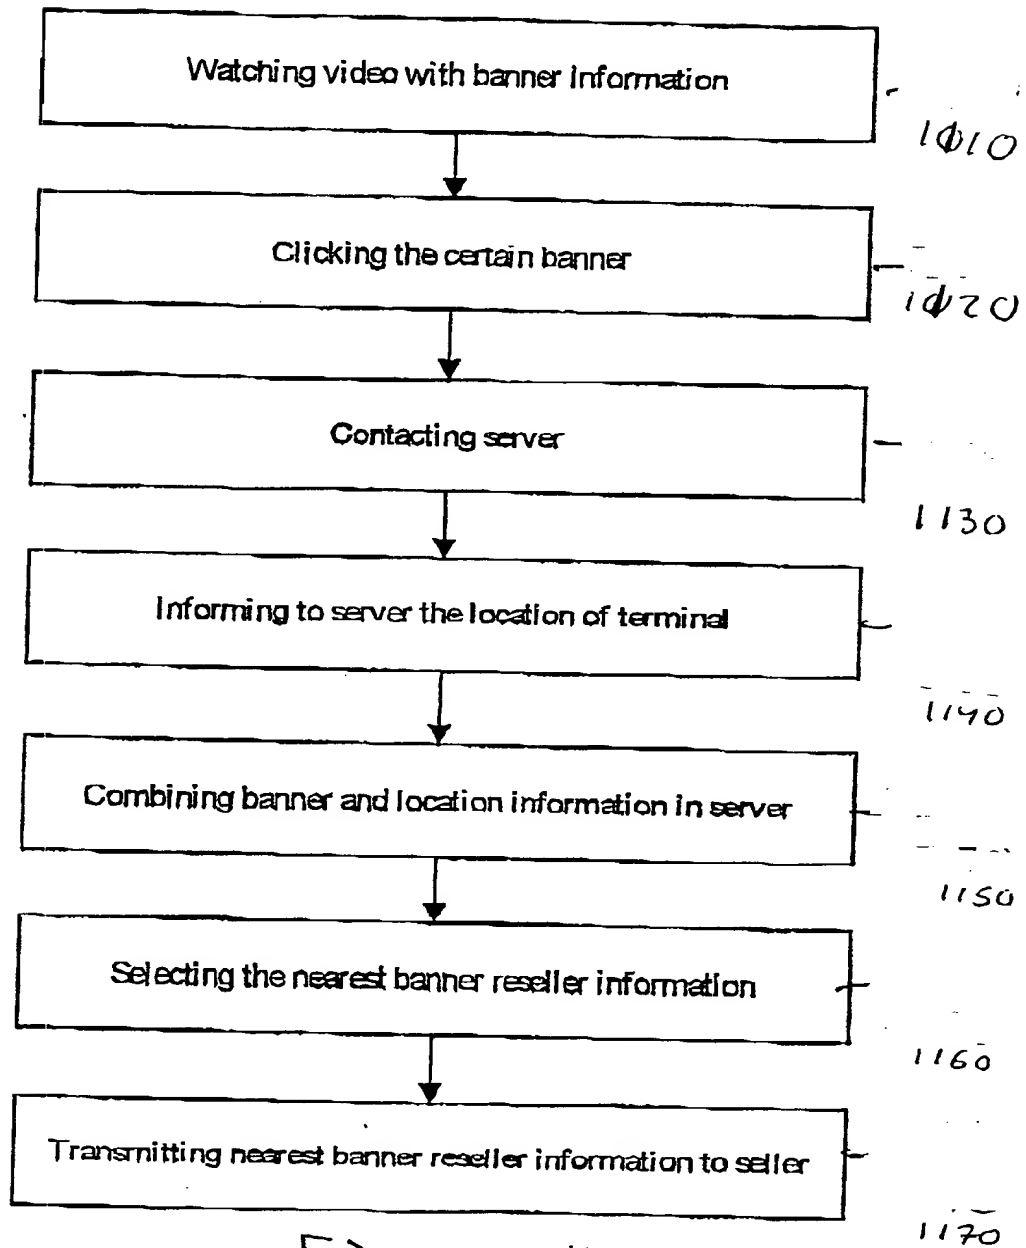 Watching video with banner information
1010
Clicking the certain banner
1020
Contacting server
1130
Informing to server the location of terminal
1140
Combining banner and location information in server
1150
Selecting the nearest banner reseller information
1160
Transmitting nearest banner reseller information to seller
1170